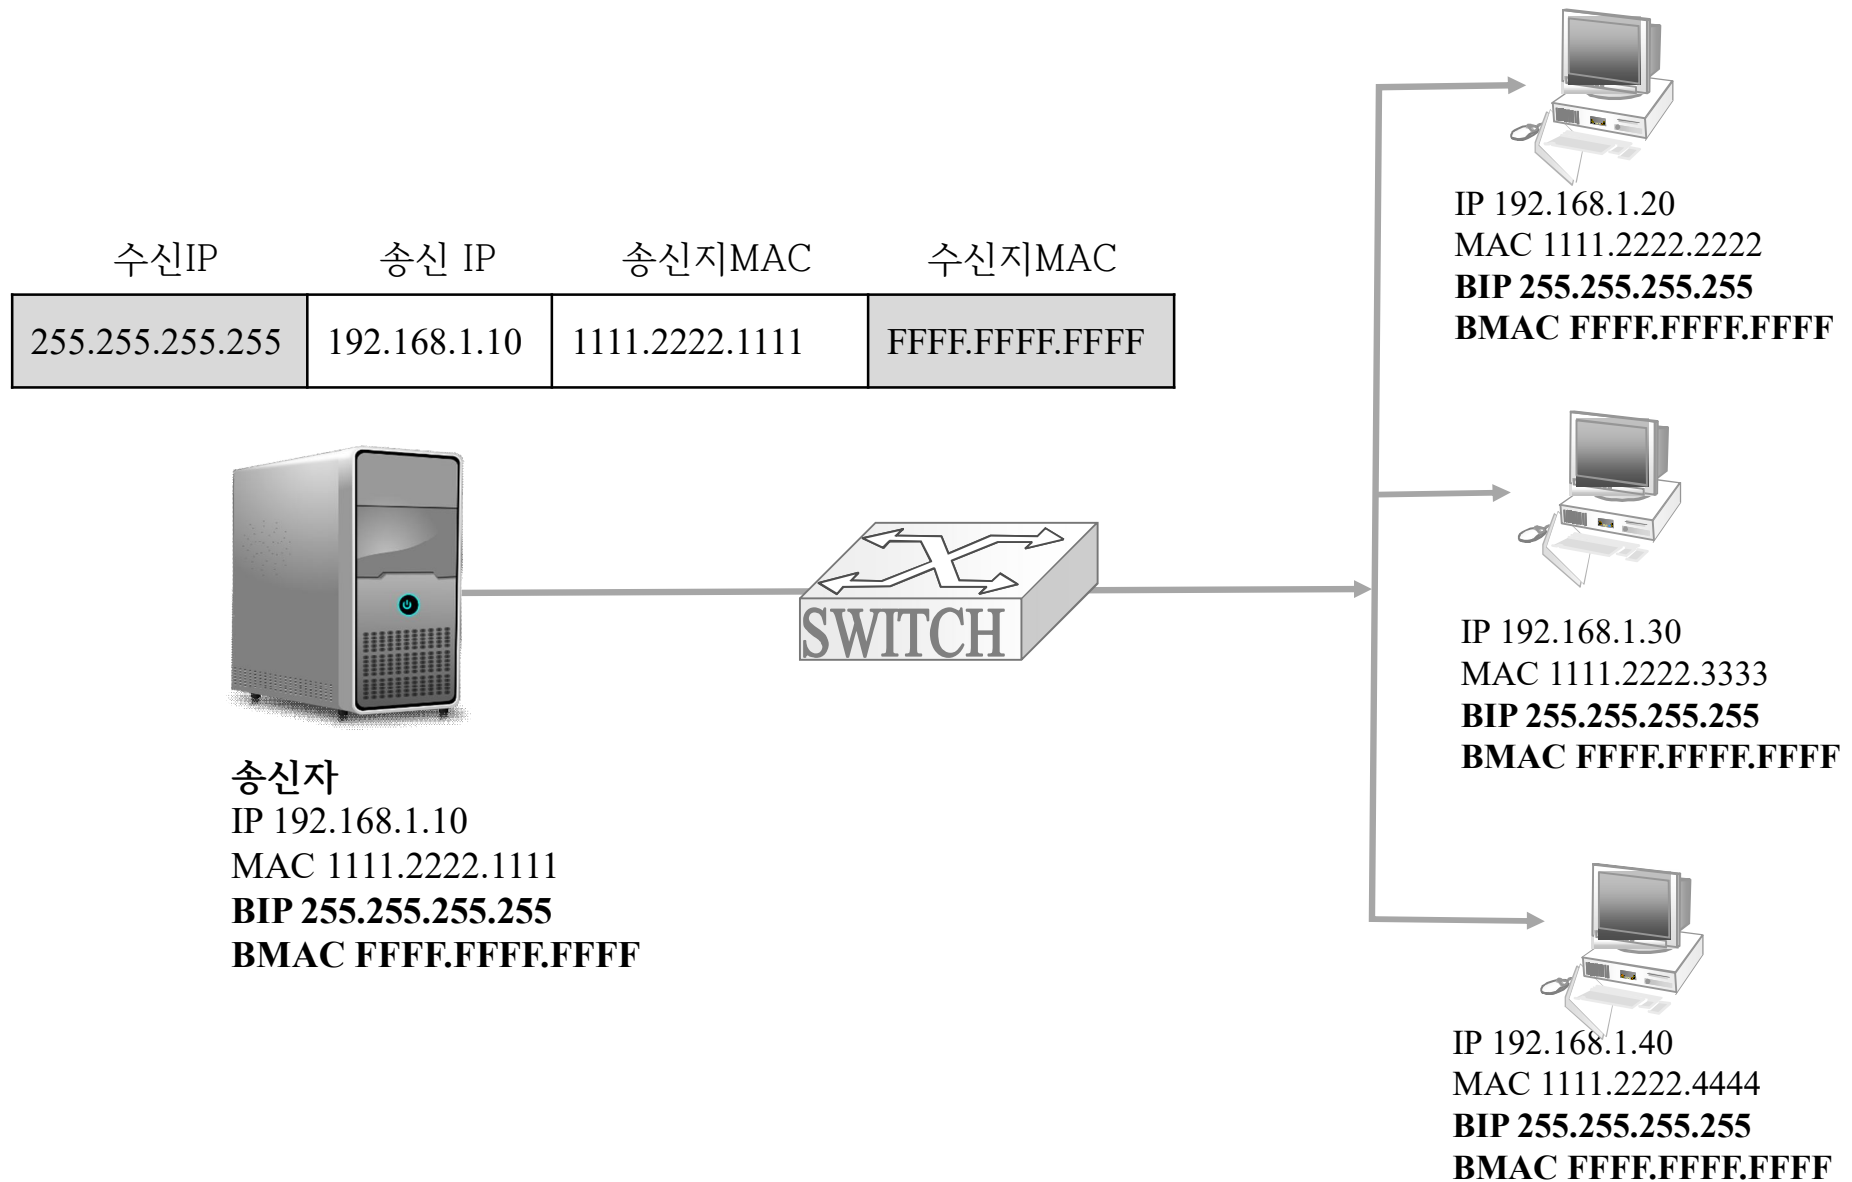 수신IP 송신 IP 송신지MAC 수신지MAC
255.255.255.255 192.168.1.10 1111.2222.1111 FFFF.FFFF.FFFF
SWITCH
송신자
IP 192.168.1.10
MAC 1111.2222.1111
BIP 255.255.255.255
BMAC FFFF.FFFF.FFFF
IP 192.168.1.20
MAC 1111.2222.2222
BIP 255.255.255.255
BMAC FFFF.FFFF.FFFF
IP 192.168.1.30
MAC 1111.2222.3333
BIP 255.255.255.255
BMAC FFFF.FFFF.FFFF
IP 192.168.1.40
MAC 1111.2222.4444
BIP 255.255.255.255
BMAC FFFF.FFFF.FFFF